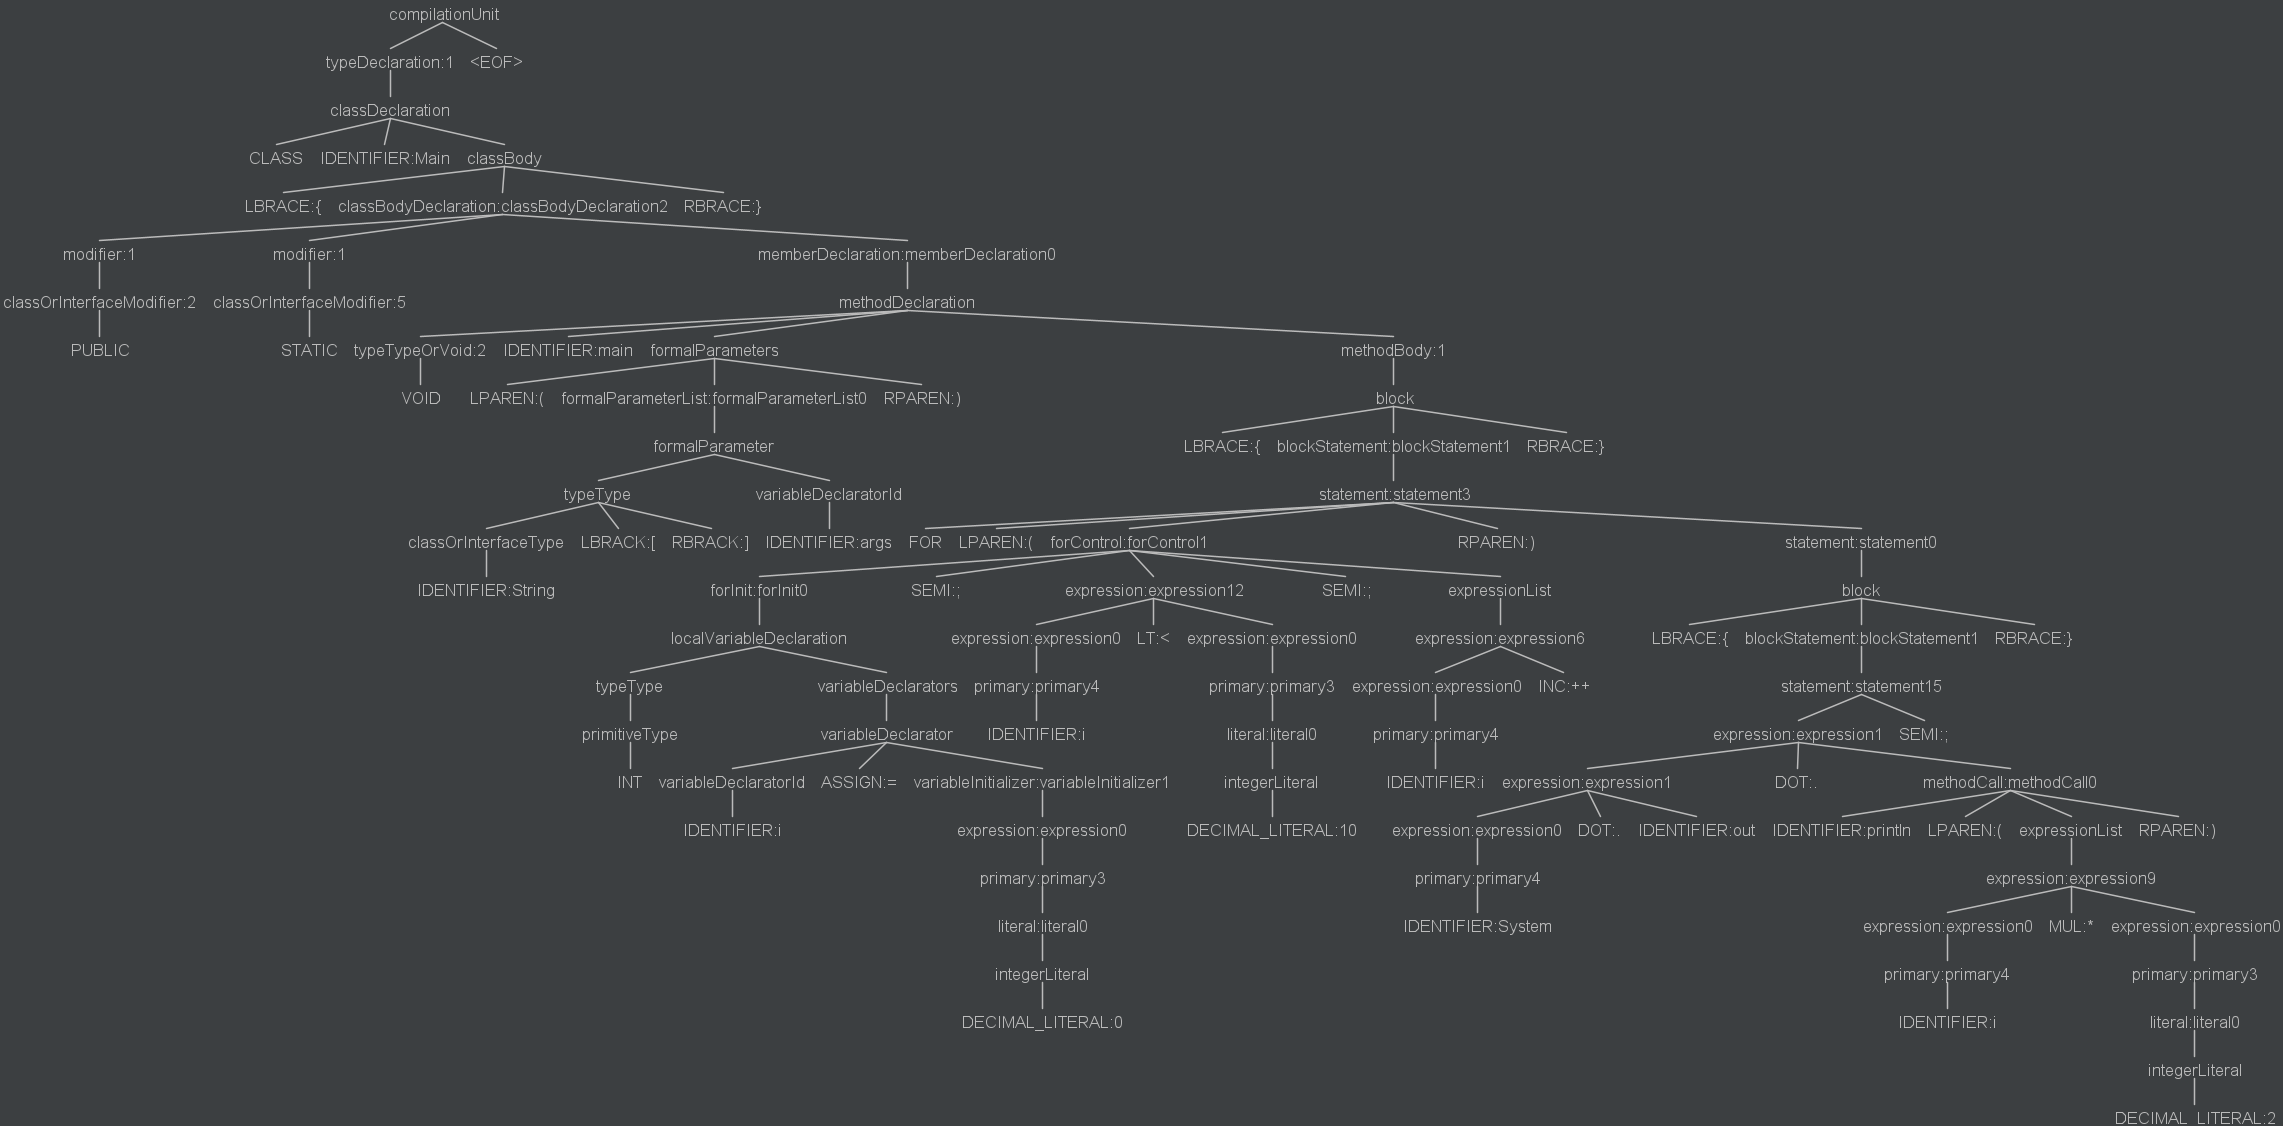 compilationUnit
typeDeclaration:1 <EOF>
classDeclaration
CLASS IDENTIFIER:Main classBody
LBRACE:{ classBodyDeclaration:classBodyDeclaration2 RBRACE:}
modifier:1 modifier:1 memberDeclaration:memberDeclaration0
classOrInterfaceModifier:2 classOrInterfaceModifier:5 methodDeclaration
PUBLIC STATIC typeTypeOrVoid:2 IDENTIFIER:main formalParameters methodBody:1
VOID LPAREN:( formalParameterList:formalParameterList0 RPAREN:) block
formalParameter LBRACE:{ blockStatement:blockStatement1 RBRACE:}
typeType variableDeclaratorId statement:statement3
classOrInterfaceType LBRACK:[ RBRACK:] IDENTIFIER:args FOR LPAREN:( forControl:forControl1 RPAREN:) statement:statement0
IDENTIFIER:String forInit:forInit0 SEMI:; expression:expression12 SEMI:; expressionList block
localVariableDeclaration expression:expression0 LT:< expression:expression0 expression:expression6 LBRACE:{ blockStatement:blockStatement1 RBRACE:}
typeType variableDeclarators primary:primary4 primary:primary3 expression:expression0 INC:++ statement:statement15
primitiveType variableDeclarator IDENTIFIER:i literal:literal0 primary:primary4 expression:expression1 SEMI:;
INT variableDeclaratorId ASSIGN:= variableInitializer:variableInitializer1 integerLiteral IDENTIFIER:i expression:expression1 DOT:. methodCall:methodCall0
IDENTIFIER:i expression:expression0 DECIMAL_LITERAL:10 expression:expression0 DOT:. IDENTIFIER:out IDENTIFIER:println LPAREN:( expressionList RPAREN:)
primary:primary3 primary:primary4 expression:expression9
literal:literal0 IDENTIFIER:System expression:expression0 MUL:* expression:expression0
integerLiteral primary:primary4 primary:primary3
DECIMAL_LITERAL:0 IDENTIFIER:i literal:literal0
integerLiteral
DECIMAL_LITERAL:2